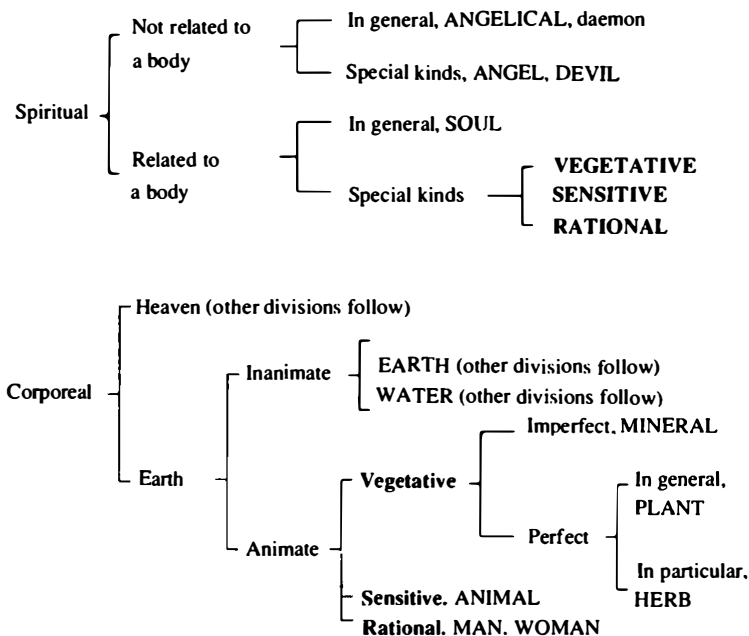 Spiritual
Not related to
a body
In general, ANGELICAL, daemon
Special kinds, ANGEL, DEVIL
Related to
a body
In general, SOUL
Special kinds
VEGETATIVE
SENSITIVE
RATIONAL
Corporeal
Heaven (other divisions follow)
Earth
Inanimate
EARTH (other divisions follow)
WATER (other divisions follow)
Animate
Vegetative
Imperfect, MINERAL
Perfect
In general,
PLANT
In particular,
HERB
Sensitive. ANIMAL
Rational. MAN, WOMAN